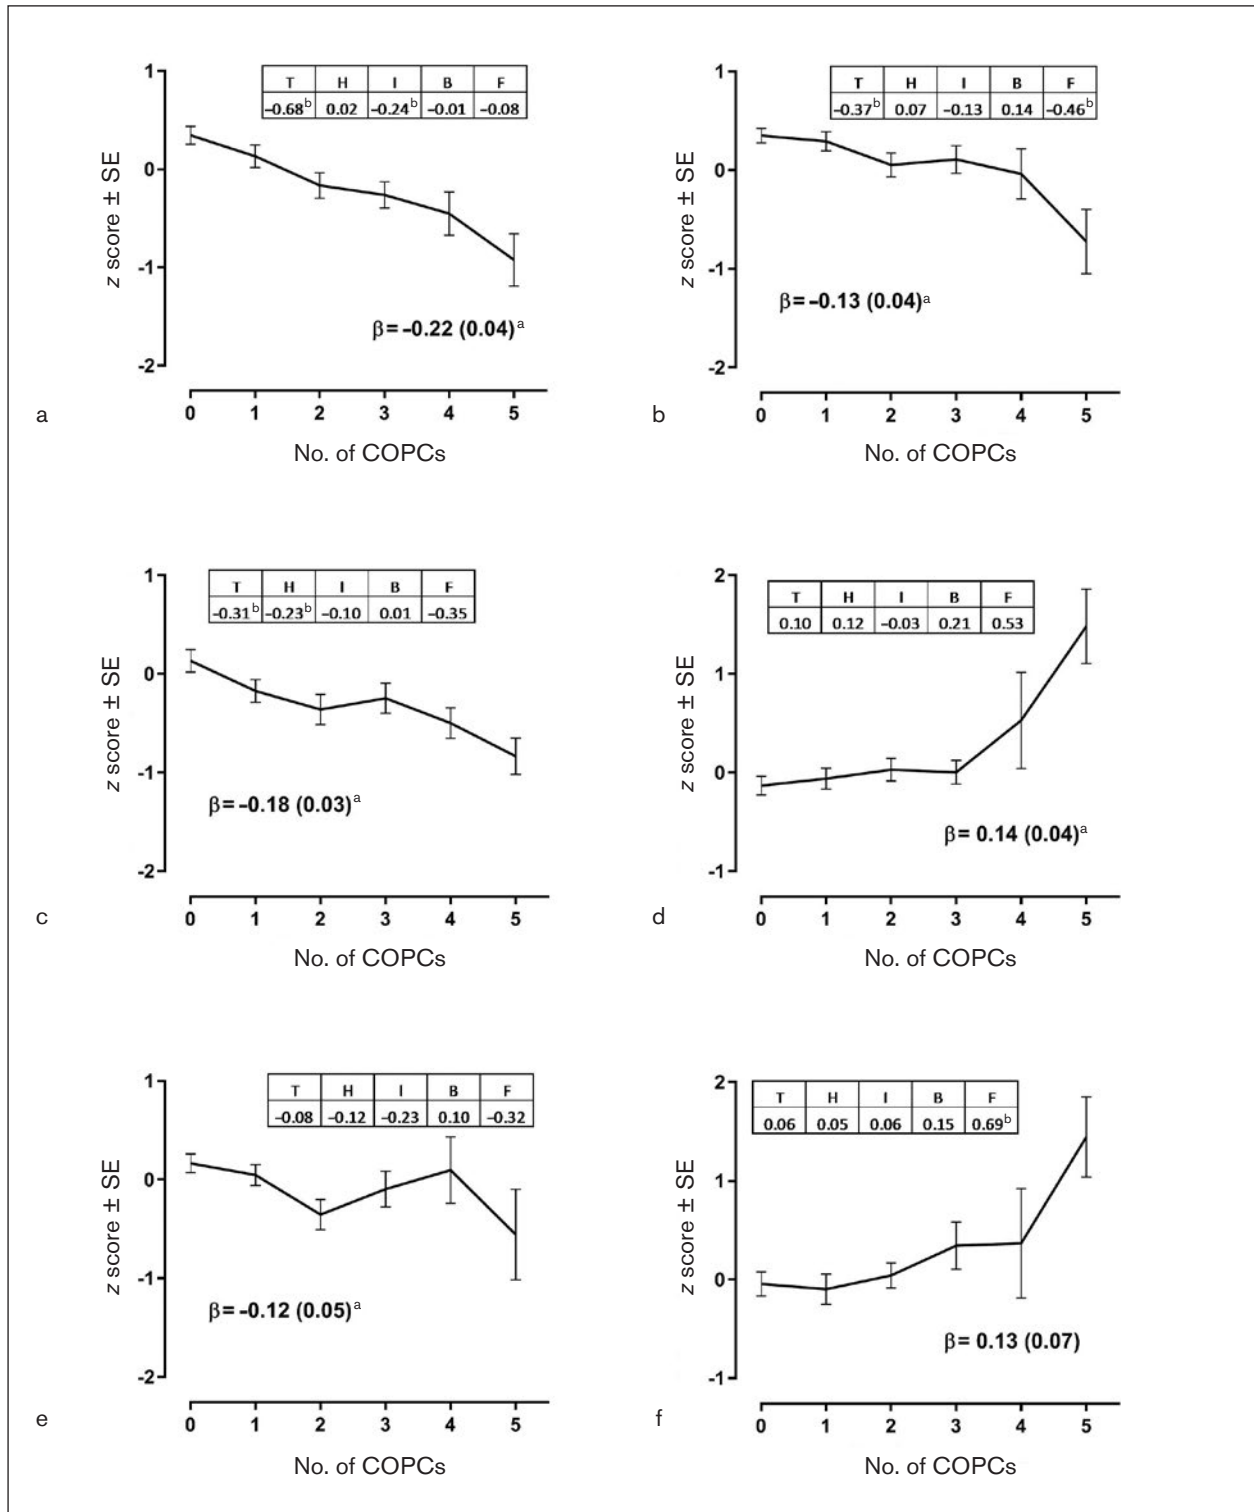 1
T H I B F
−0.68b 0.02 −0.24b −0.01 −0.08
0
-1
-2
z score ± SE
β= −0.22 (0.04)a
0 1 2 3 4 5
No. of COPCs
a
1
T H I B F
−0.37b 0.07 −0.13 0.14 −0.46b
0
-1
-2
z score ± SE
β= −0.13 (0.04)a
0 1 2 3 4 5
No. of COPCs
b
1
T H I B F
−0.31b −0.23b −0.10 0.01 −0.35
0
-1
-2
z score ± SE
β= −0.18 (0.03)a
0 1 2 3 4 5
No. of COPCs
c
2
T H I B F
0.10 0.12 −0.03 0.21 0.53
1
0
-1
z score ± SE
β= 0.14 (0.04)a
0 1 2 3 4 5
No. of COPCs
d
1
T H I B F
−0.08 −0.12 −0.23 0.10 −0.32
0
-1
-2
z score ± SE
β= −0.12 (0.05)a
0 1 2 3 4 5
No. of COPCs
e
2
T H I B F
0.06 0.05 0.06 0.15 0.69b
1
0
-1
z score ± SE
β= 0.13 (0.07)
0 1 2 3 4 5
No. of COPCs
f